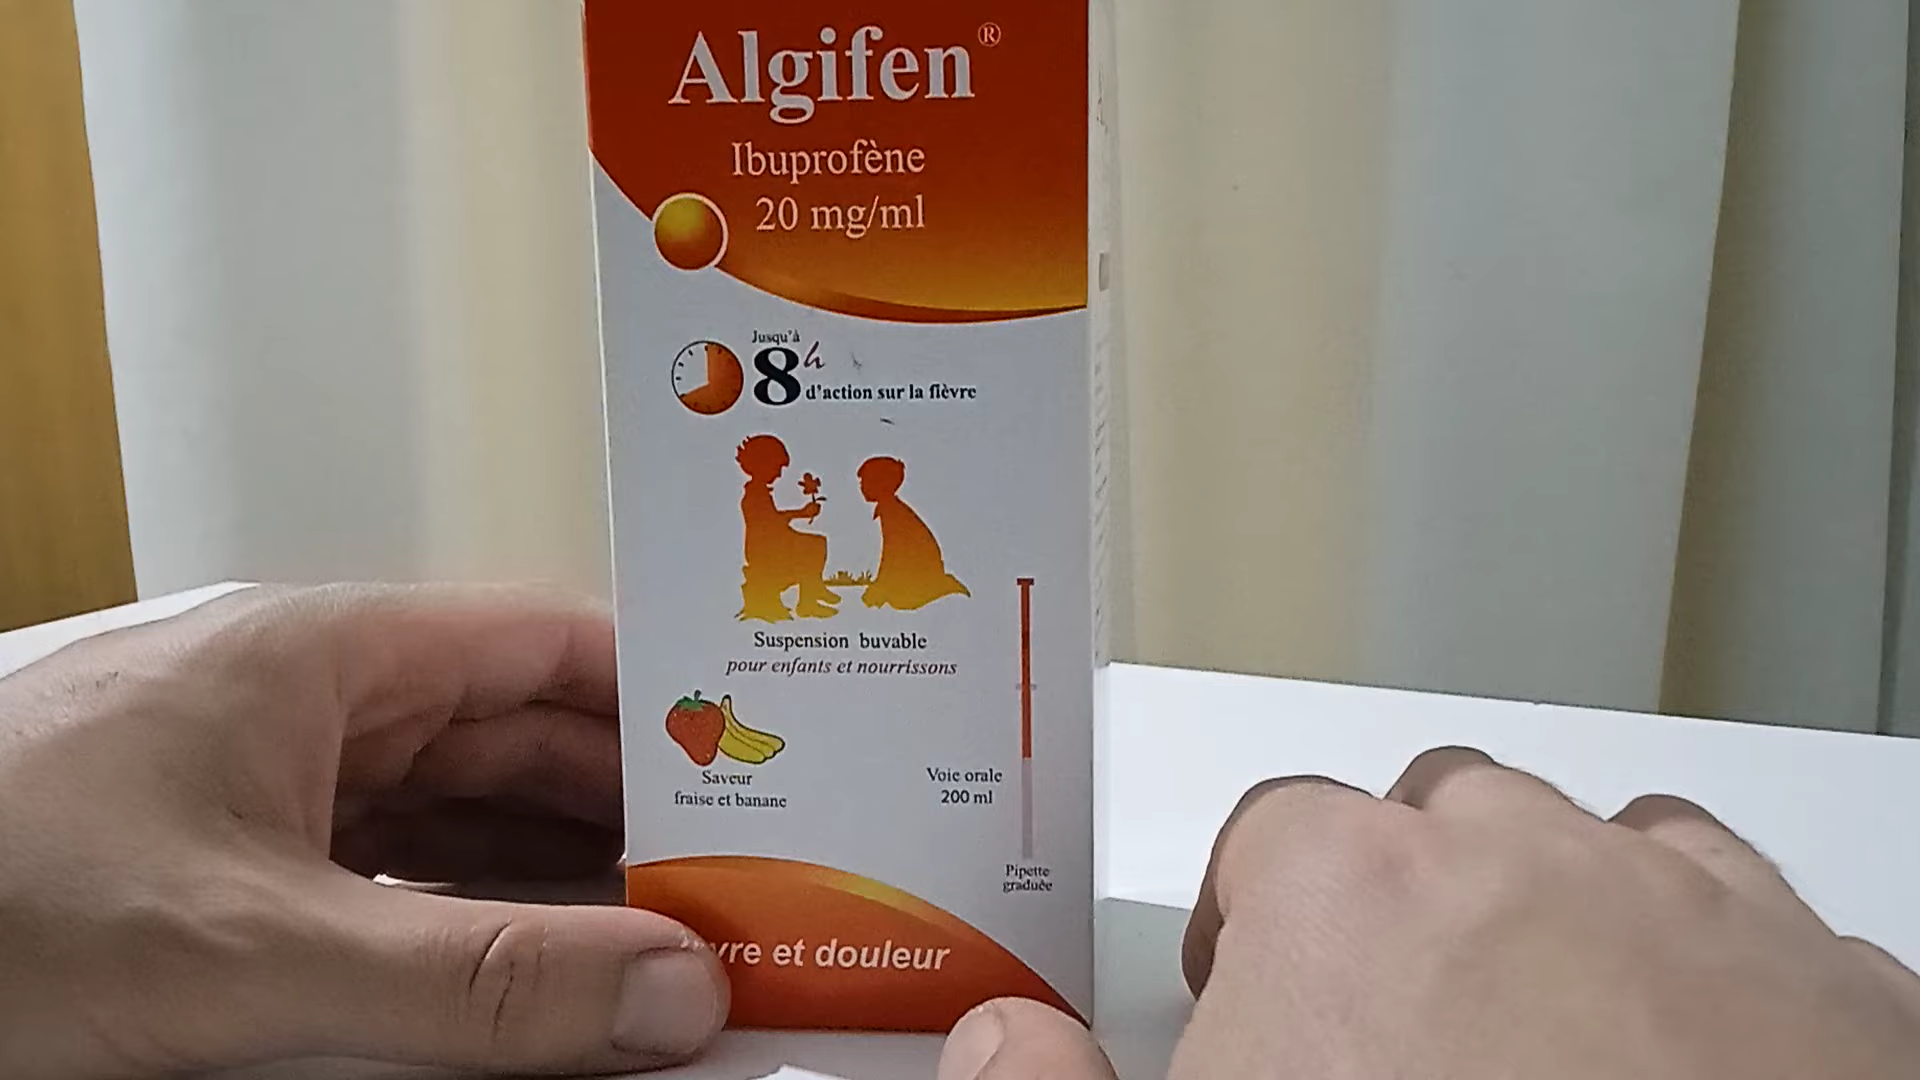 Algifen®
Ibuprofène
20 mg/ml
Jusqu'à
8h
d'action sur la fièvre
Suspension buvable
pour enfants et nourrissons
Saveur
fraise et banane
Voie orale
200 ml
Pipette
graduée
et douleur